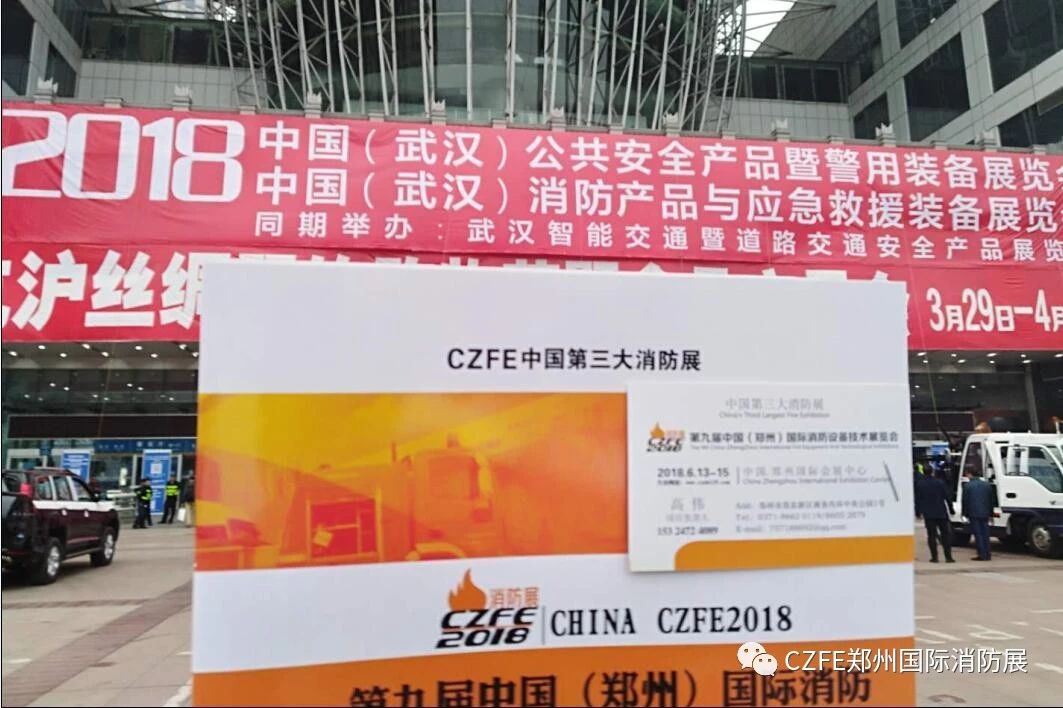 2018
中国（武汉）公共安全产品暨警用装备展览会
中国（武汉）消防产品与应急救援装备展览
同期举办：武汉智能交通暨道路交通安全产品展览
沪丝绸
3月29日-4月
CZFE中国第三大消防展
中国第三大消防展
China's Third Largest Fire Exhibition
消防展
CZFE
2018
第九届中国（郑州）国际消防设备技术展览会
2018.6.13-15
中国·郑州国际会展中心
China·Zhengzhou International Exhibition Center
高伟
153 2472 4089
消防展
CZFE
2018
CHINA CZFE2018
第九届中国（郑州）国际消防
CZFE郑州国际消防展